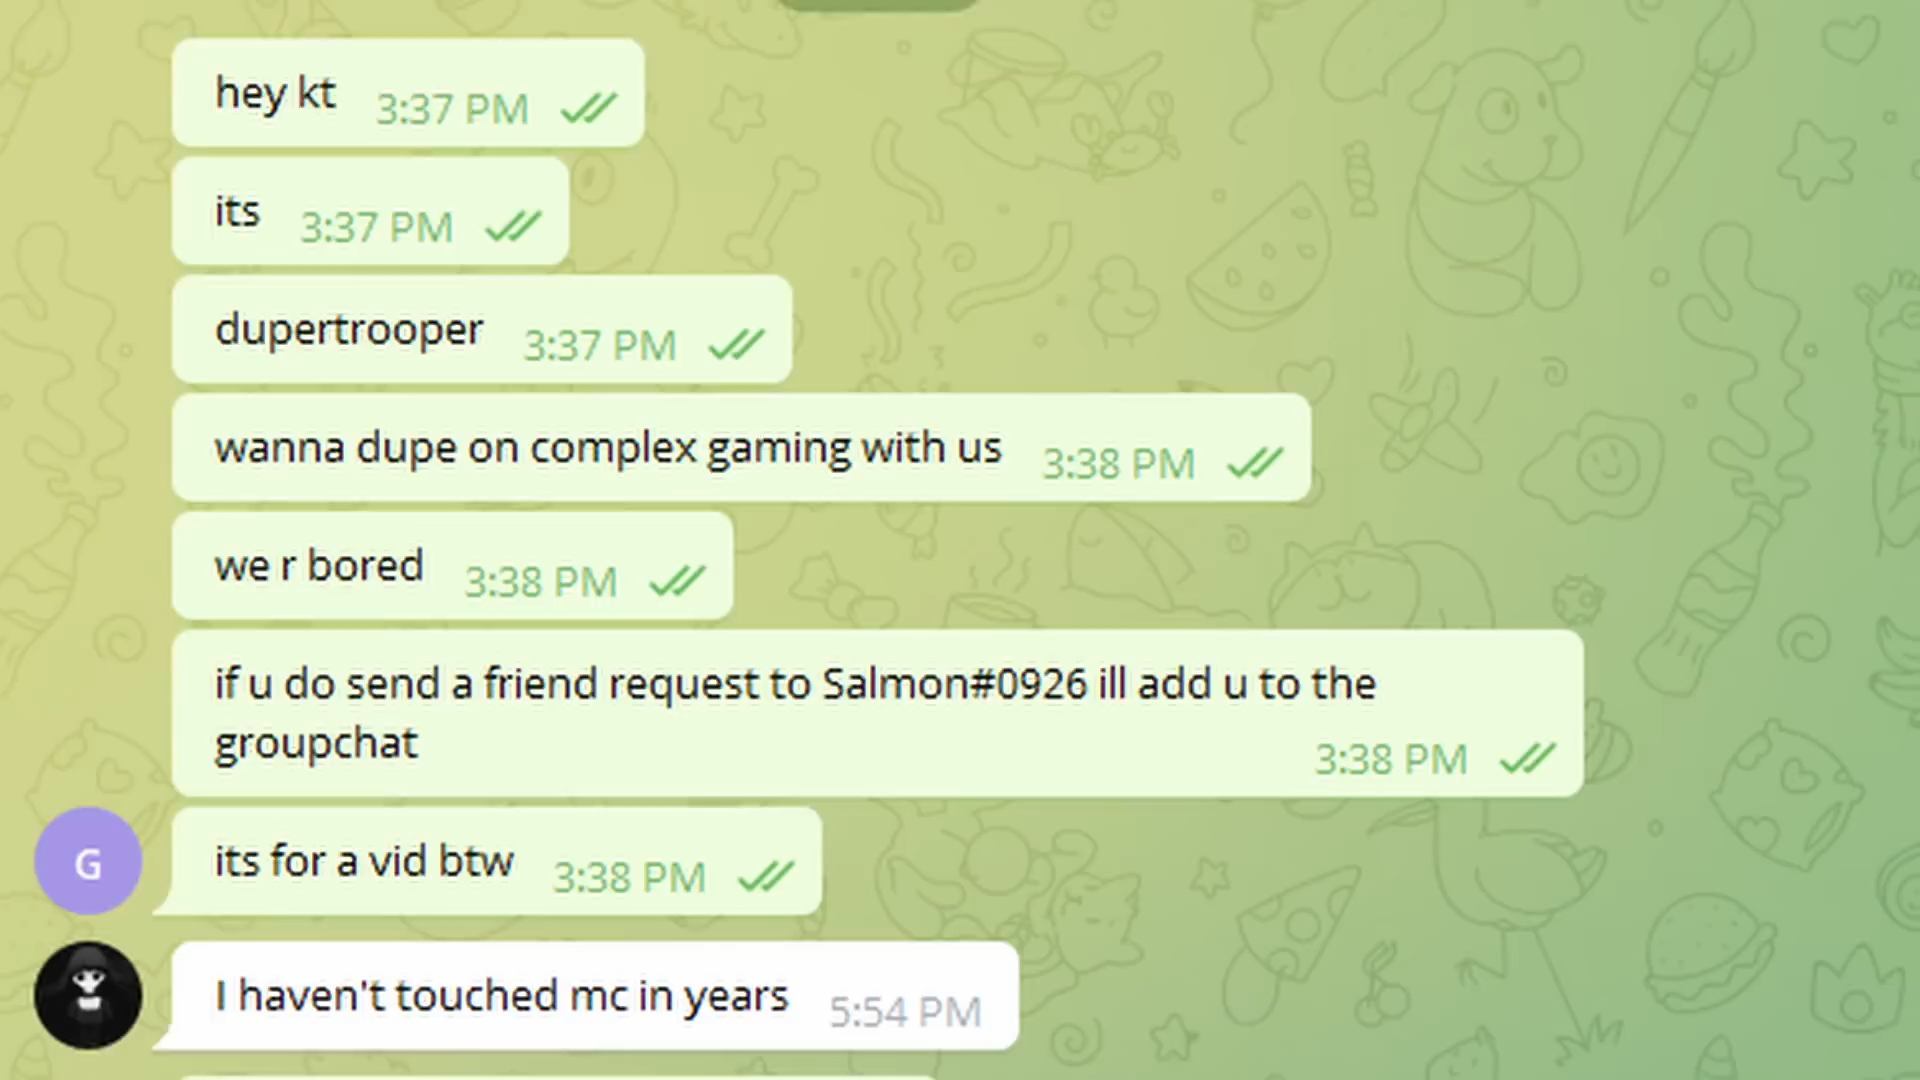 hey kt 3:37 PM
its 3:37 PM
dupertrooper 3:37 PM
wanna dupe on complex gaming with us 3:38 PM
we r bored 3:38 PM
if u do send a friend request to Salmon#0926 ill add u to the
groupchat 3:38 PM
G its for a vid btw 3:38 PM
I haven't touched mc in years 5:54 PM